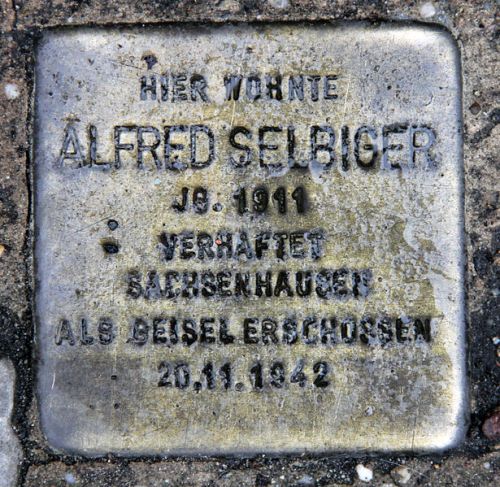 HIER WOHNTE
ALFRED SELBIGER
JG. 1911
VERHAFTET
SACHSENHAUSEN
ALS GEISEL ERSCHOSSEN
20.11.1942